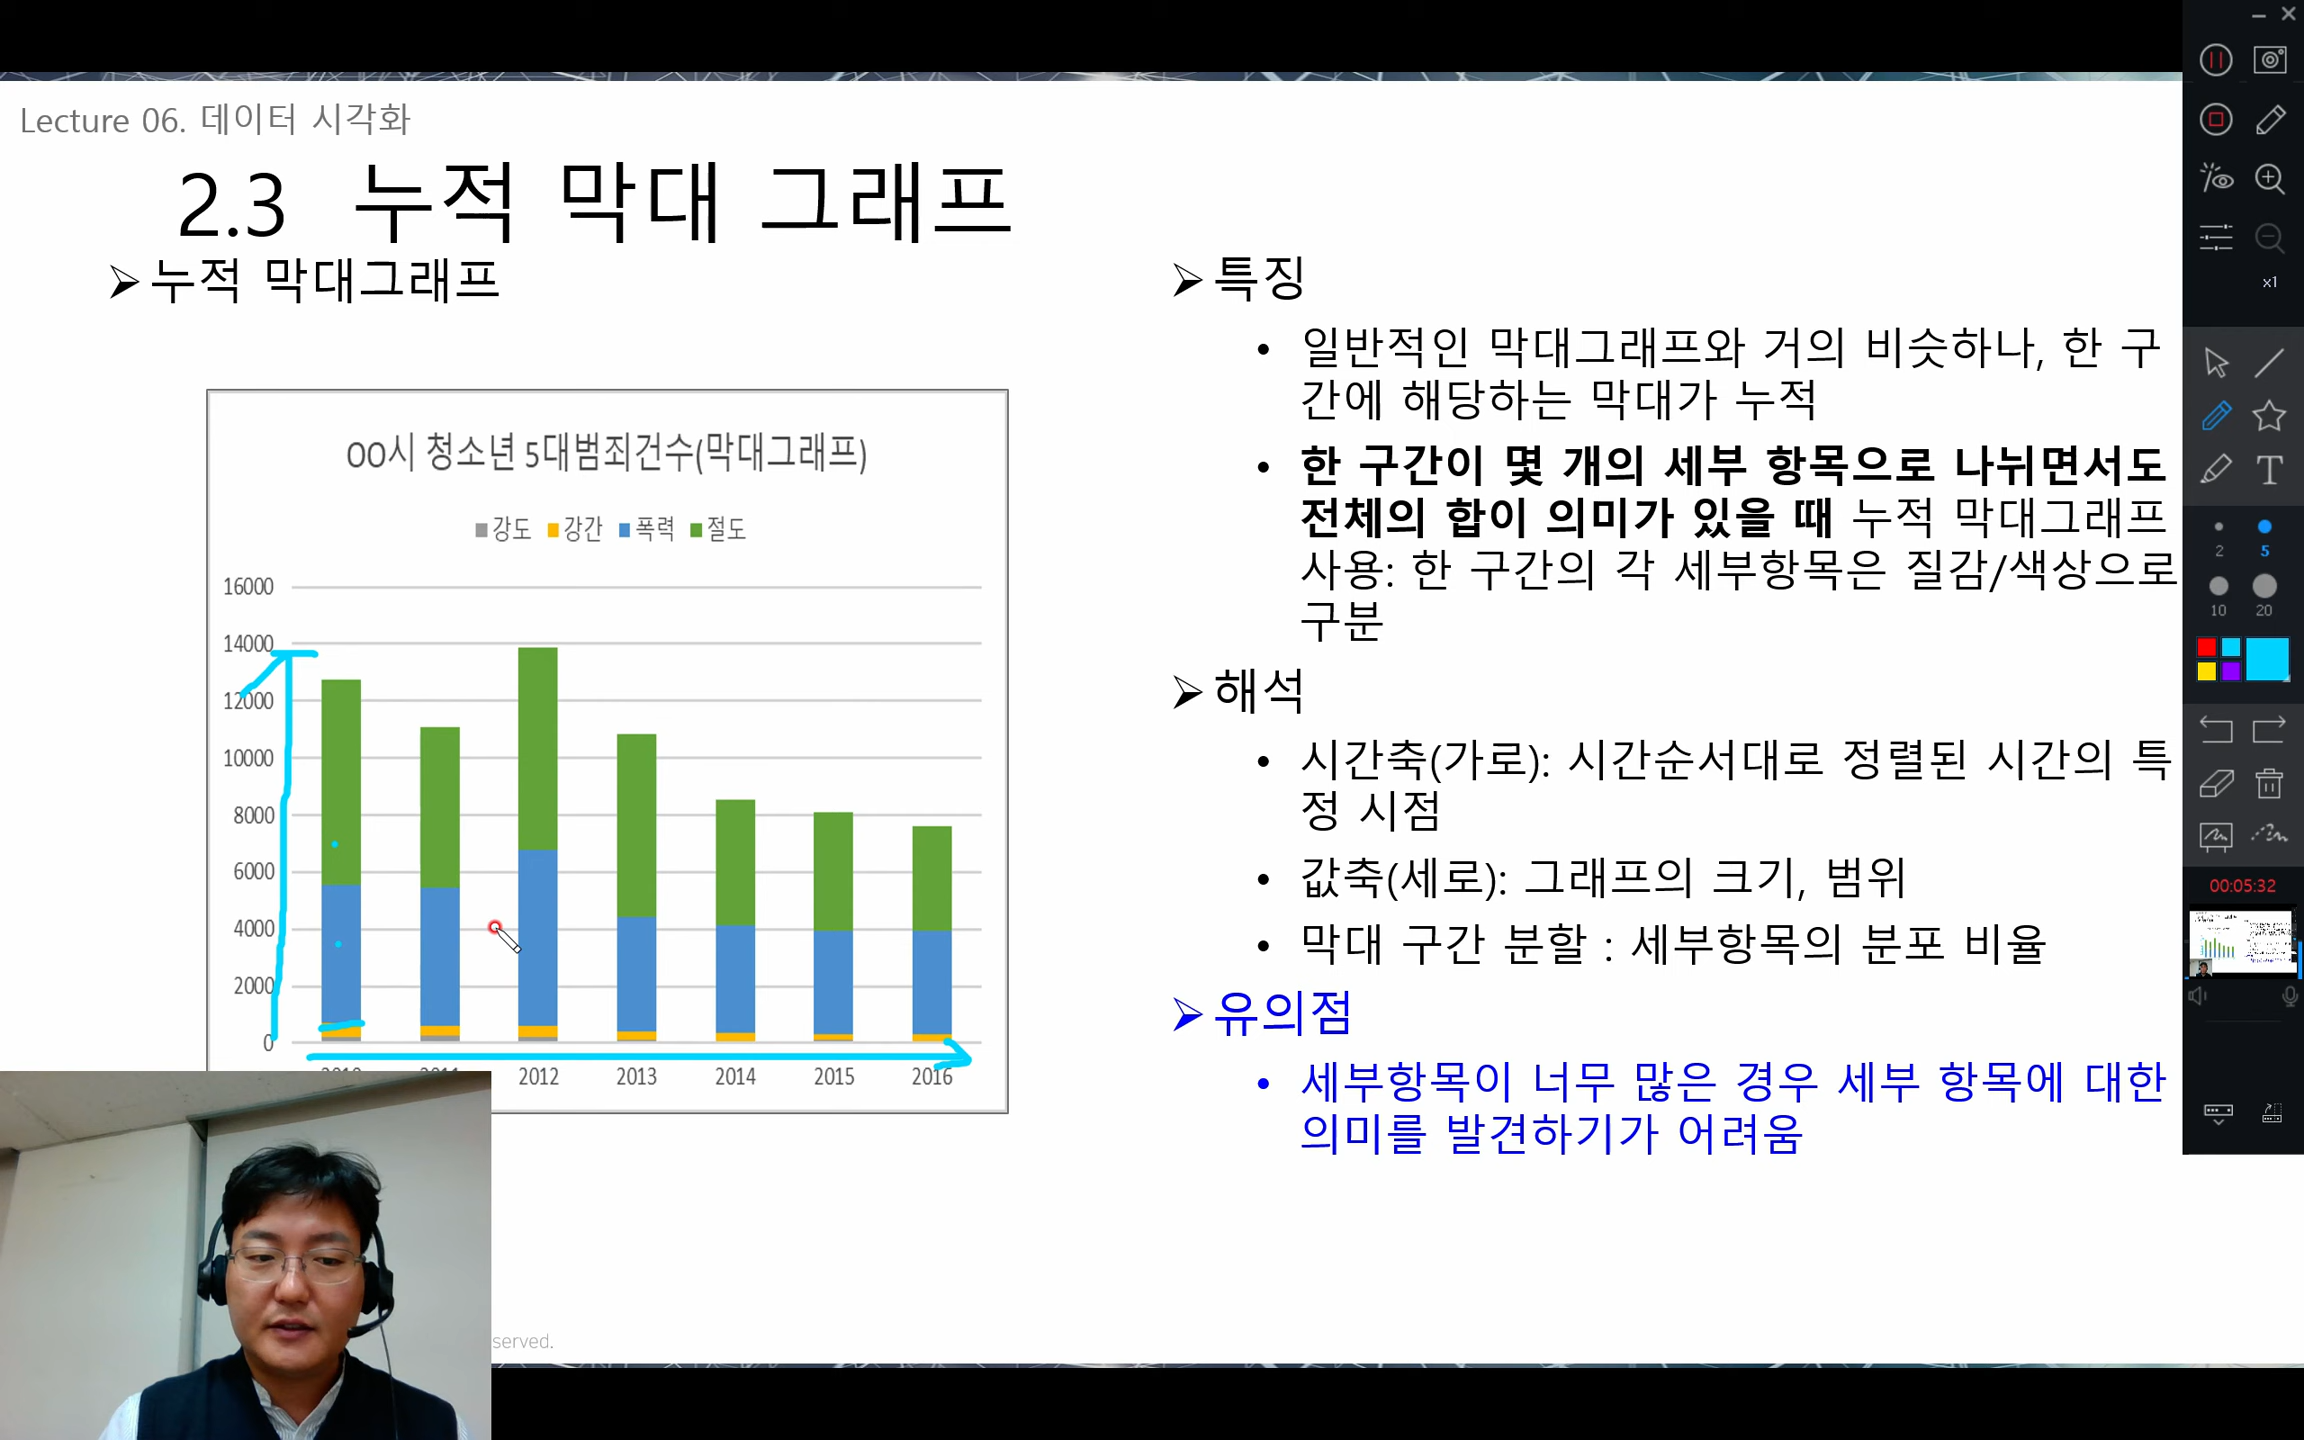 Lecture 06. 데이터 시각화
2.3 누적 막대 그래프
➢누적 막대그래프
OO시 청소년 5대범죄건수(막대그래프)
강도 강간 폭력 절도
16000
14000
12000
10000
8000
6000
4000
2000
0
2012 2013 2014 2015 2016
served.
➢특징
• 일반적인 막대그래프와 거의 비슷하나, 한 구
간에 해당하는 막대가 누적
• 한 구간이 몇 개의 세부 항목으로 나뉘면서도
전체의 합이 의미가 있을 때 누적 막대그래프
사용: 한 구간의 각 세부항목은 질감/색상으로
구분
➢해석
• 시간축(가로): 시간순서대로 정렬된 시간의 특
정 시점
• 값축(세로): 그래프의 크기, 범위
• 막대 구간 분할 : 세부항목의 분포 비율
➢유의점
• 세부항목이 너무 많은 경우 세부 항목에 대한
의미를 발견하기가 어려움
x1
T
2 5
10 20
00:05:32